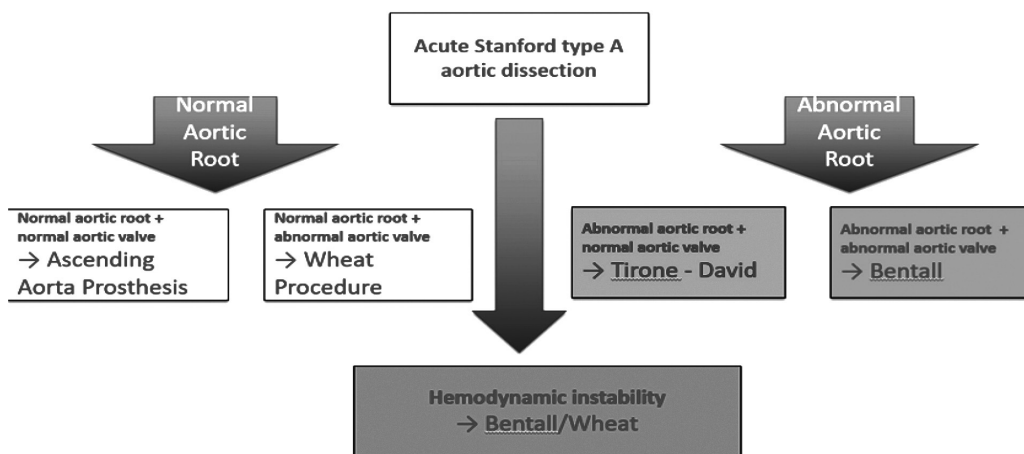 Acute Stanford type A
aortic dissection
Normal
Aortic
Root
Abnormal
Aortic
Root
Normal aortic root +
normal aortic valve
→ Ascending
Aorta Prosthesis
Normal aortic root +
abnormal aortic valve
→ Wheat
Procedure
Abnormal aortic root +
normal aortic valve
→ Tirone - David
Abnormal aortic root +
abnormal aortic valve
→ Bentall
Hemodynamic instability
→ Bentall/Wheat